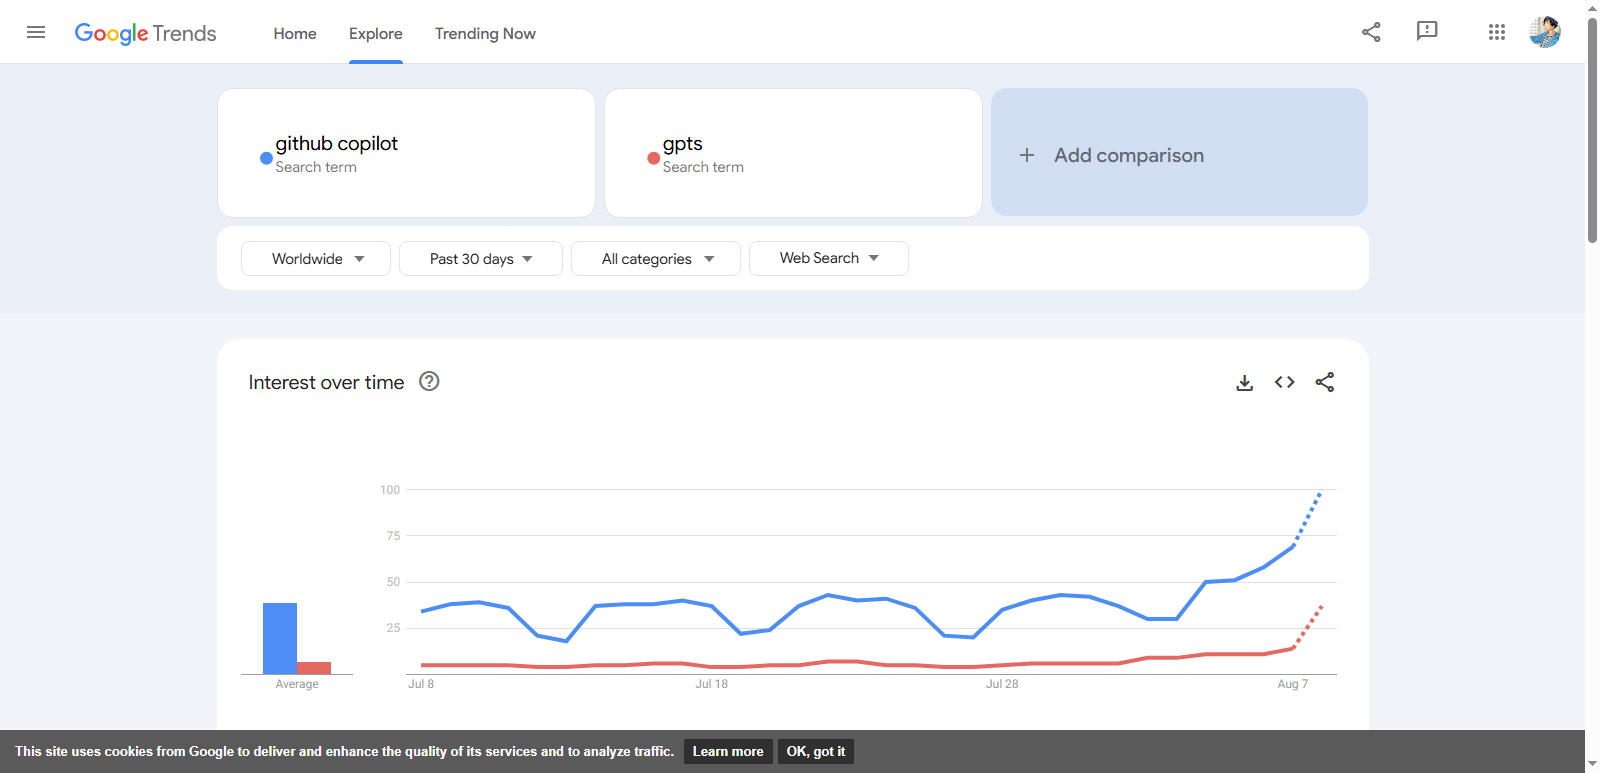 Google Trends
Home
Explore
Trending Now
github copilot
Search term
gpts
Search term
+ Add comparison
Worldwide
Past 30 days
All categories
Web Search
Interest over time
100
75
50
25
Average
Jul 8
Jul 18
Jul 28
Aug 7
This site uses cookies from Google to deliver and enhance the quality of its services and to analyze traffic.
Learn more
OK, got it